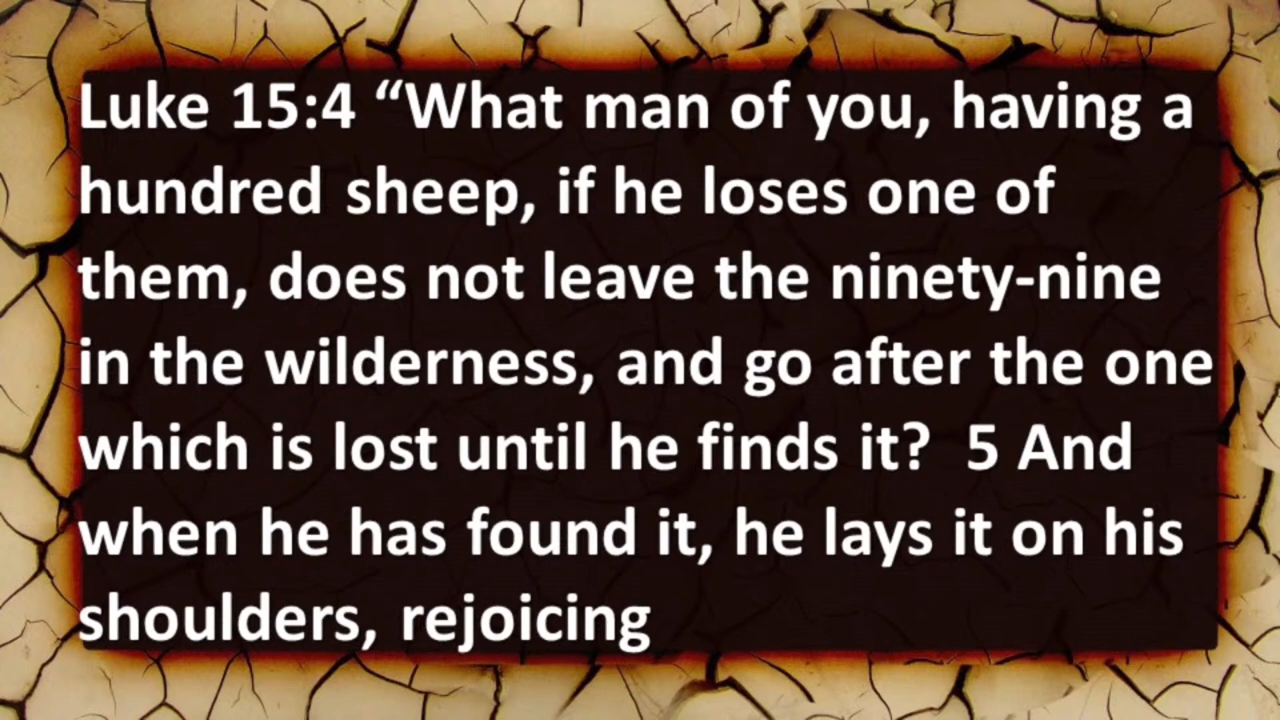 Luke 15:4 “What man of you, having a
hundred sheep, if he loses one of
them, does not leave the ninety-nine
in the wilderness, and go after the one
which is lost until he finds it?  5 And
when he has found it, he lays it on his
shoulders, rejoicing